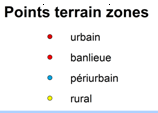 Points terrain zones
urbain
banlieue
périurbain
rural